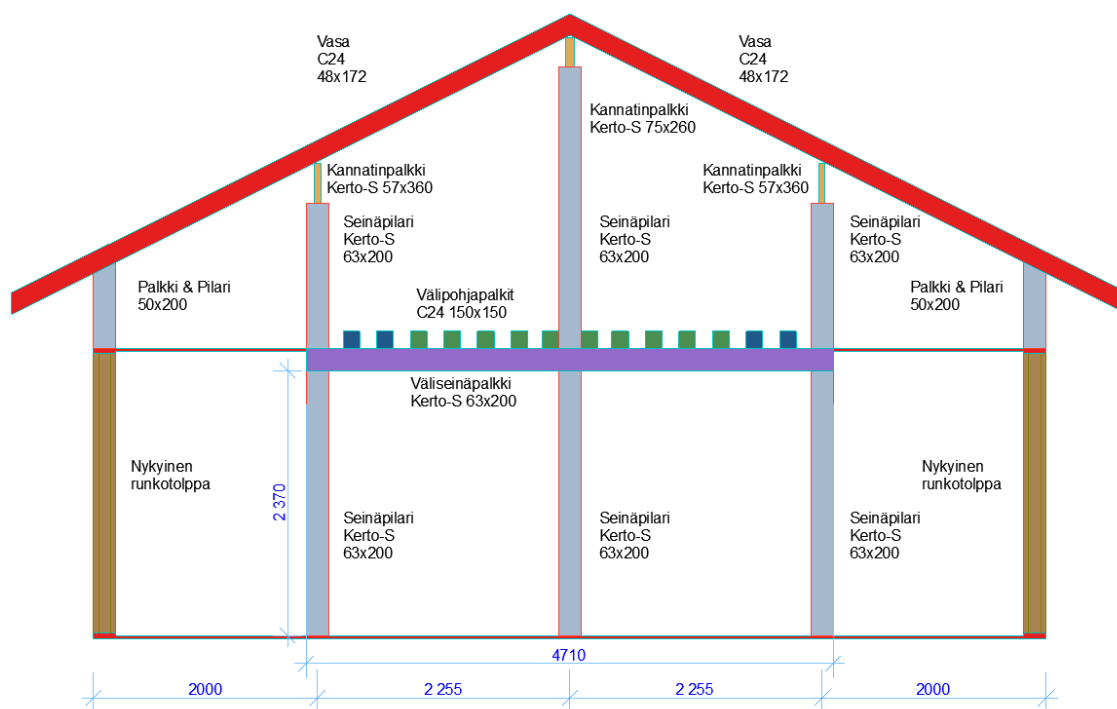 Vasa
C24
48x172
Vasa
C24
48x172
Kannatinpalkki
Kerto-S 75x260
Kannatinpalkki
Kerto-S 57x360
Kannatinpalkki
Kerto-S 57x360
Seinäpilari
Kerto-S
63x200
Seinäpilari
Kerto-S
63x200
Seinäpilari
Kerto-S
63x200
Palkki & Pilari
50x200
Välipohjapalkit
C24 150x150
Palkki & Pilari
50x200
Väliseinäpalkki
Kerto-S 63x200
Nykyinen
runkotolppa
Nykyinen
runkotolppa
2 370
Seinäpilari
Kerto-S
63x200
Seinäpilari
Kerto-S
63x200
Seinäpilari
Kerto-S
63x200
4710
2000
2 255
2 255
2000